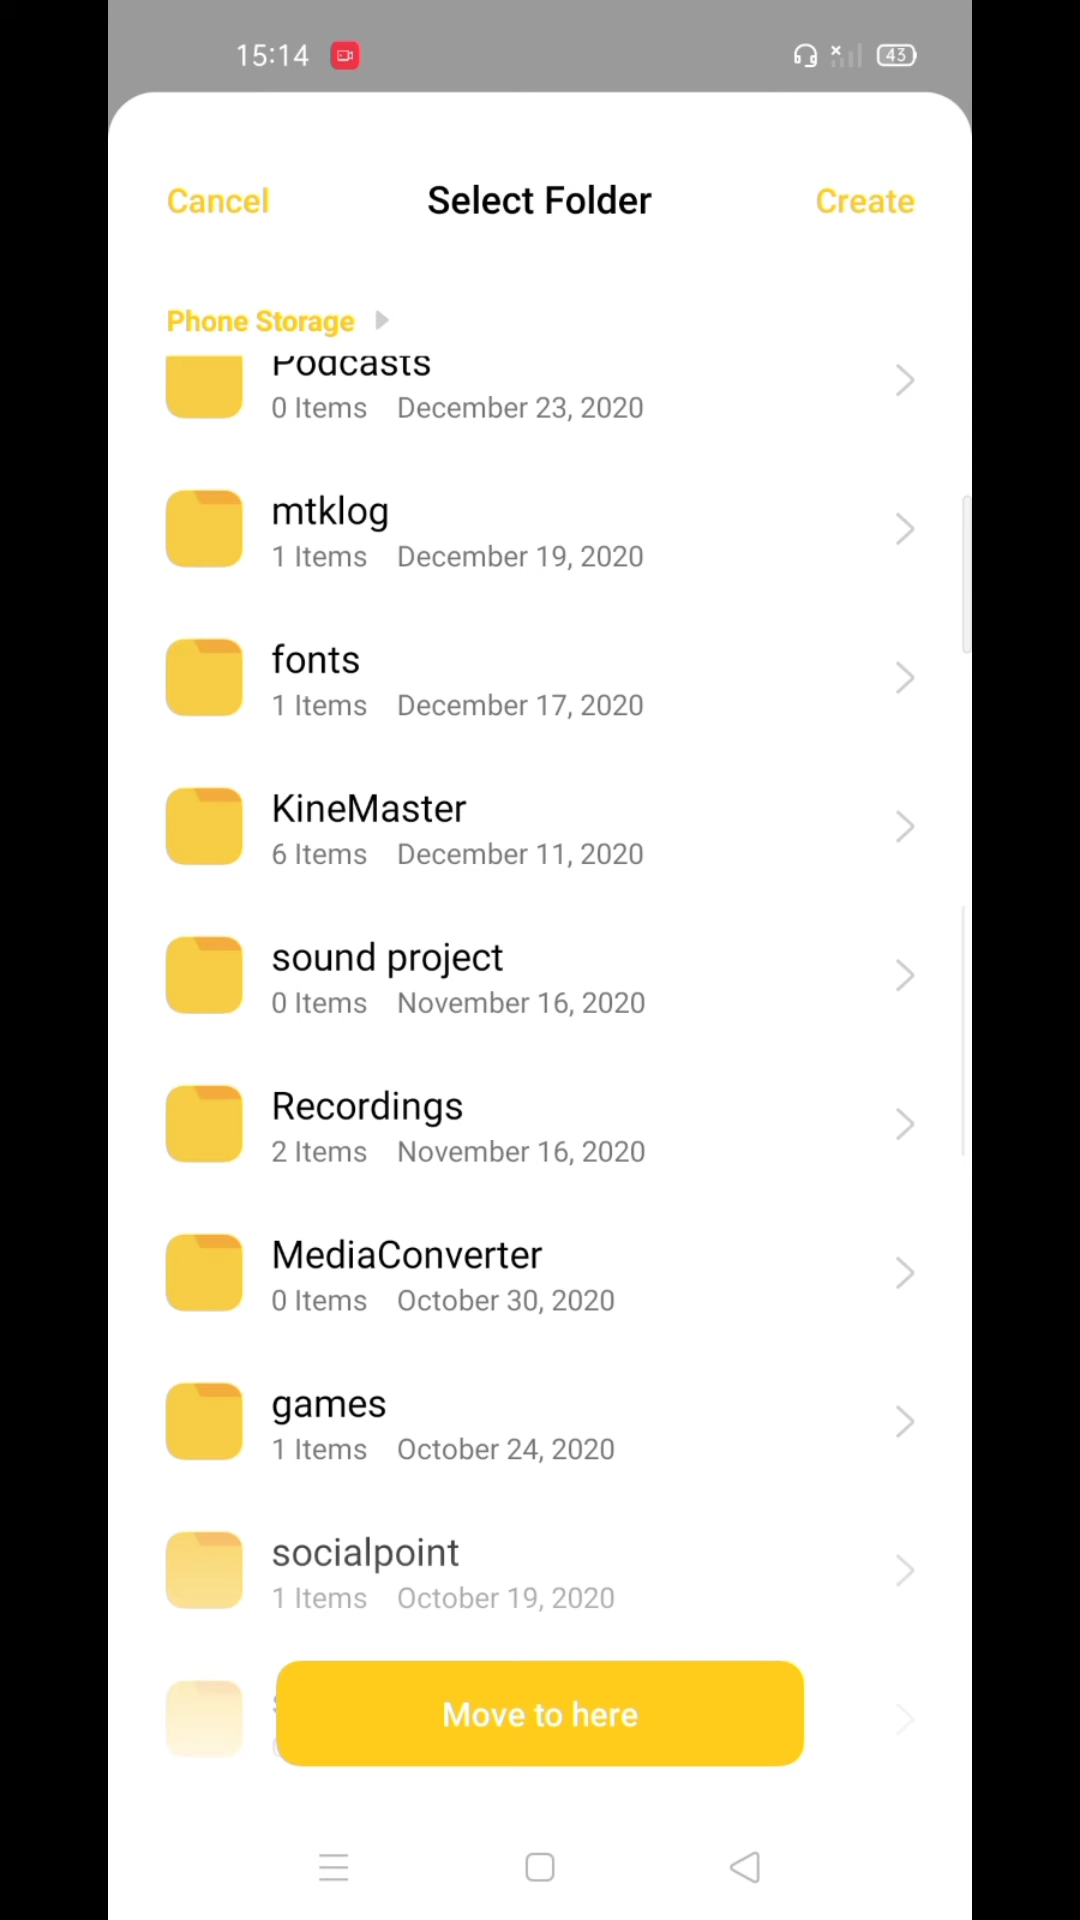 15:14
43
Cancel
Select Folder
Create
Phone Storage
Podcasts
0 Items December 23, 2020
mtklog
1 Items December 19, 2020
fonts
1 Items December 17, 2020
KineMaster
6 Items December 11, 2020
sound project
0 Items November 16, 2020
Recordings
2 Items November 16, 2020
MediaConverter
0 Items October 30, 2020
games
1 Items October 24, 2020
socialpoint
1 Items October 19, 2020
Move to here